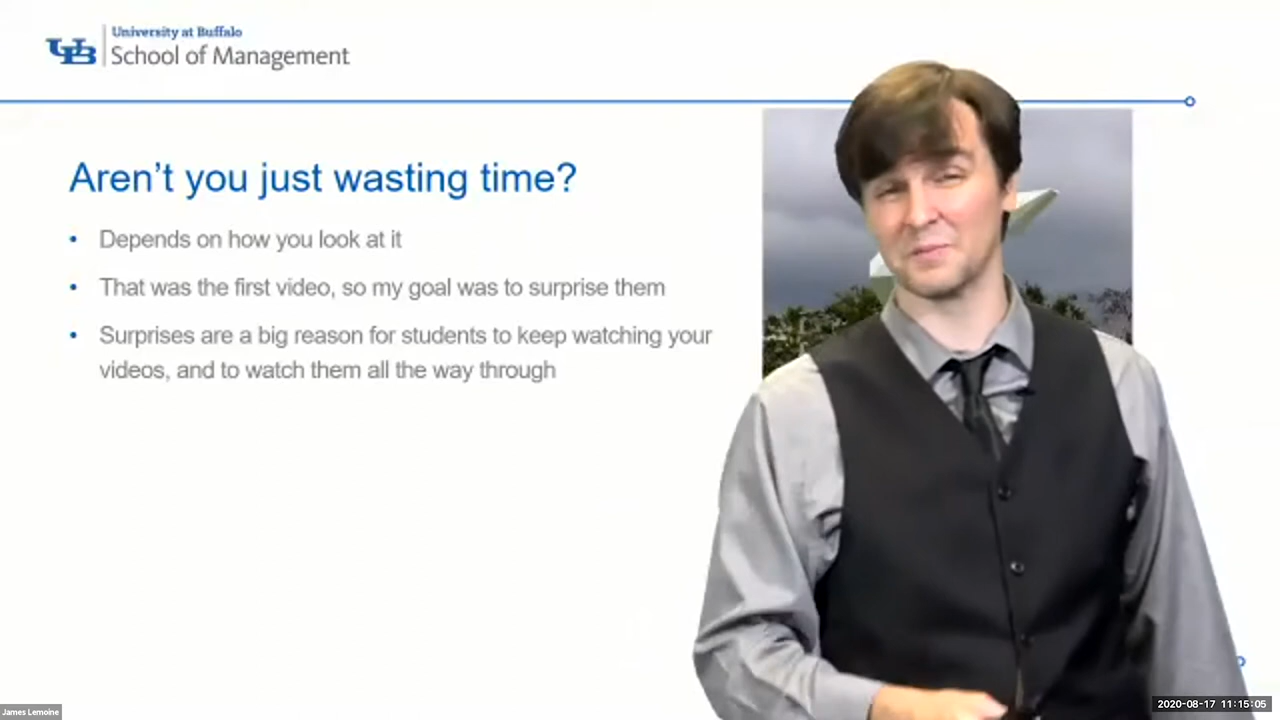 University at Buffalo
School of Management
Aren’t you just wasting time?
• Depends on how you look at it
• That was the first video, so my goal was to surprise them
• Surprises are a big reason for students to keep watching your
videos, and to watch them all the way through
James Lemoine
2020-08-17 11:15:05